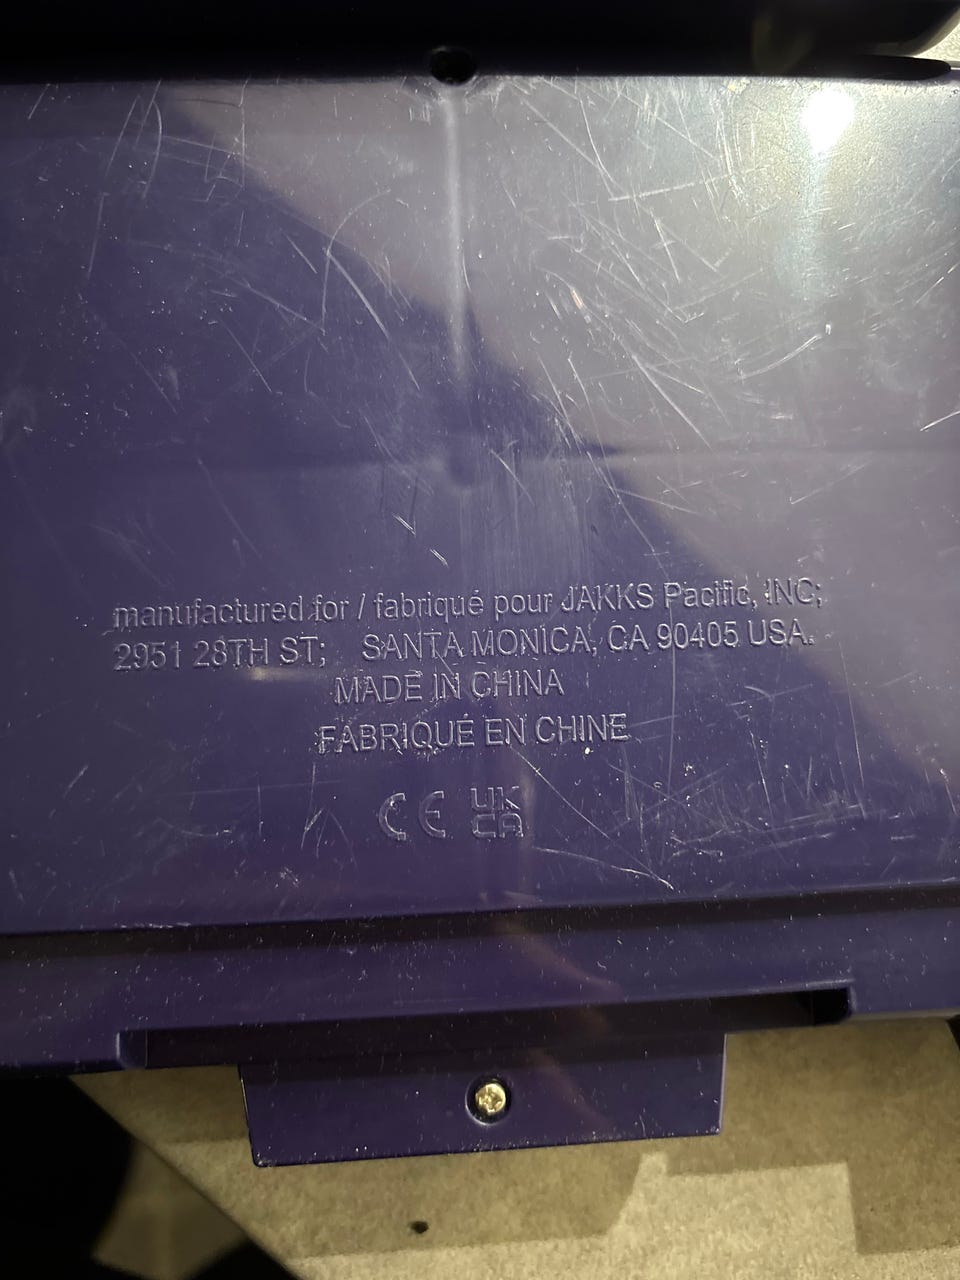 manufactured for / fabriqué pour JAKKS Pacific, INC;
2951 28TH ST; SANTA MONICA, CA 90405 USA.
MADE IN CHINA
FABRIQUÉ EN CHINE
CE UK
CA